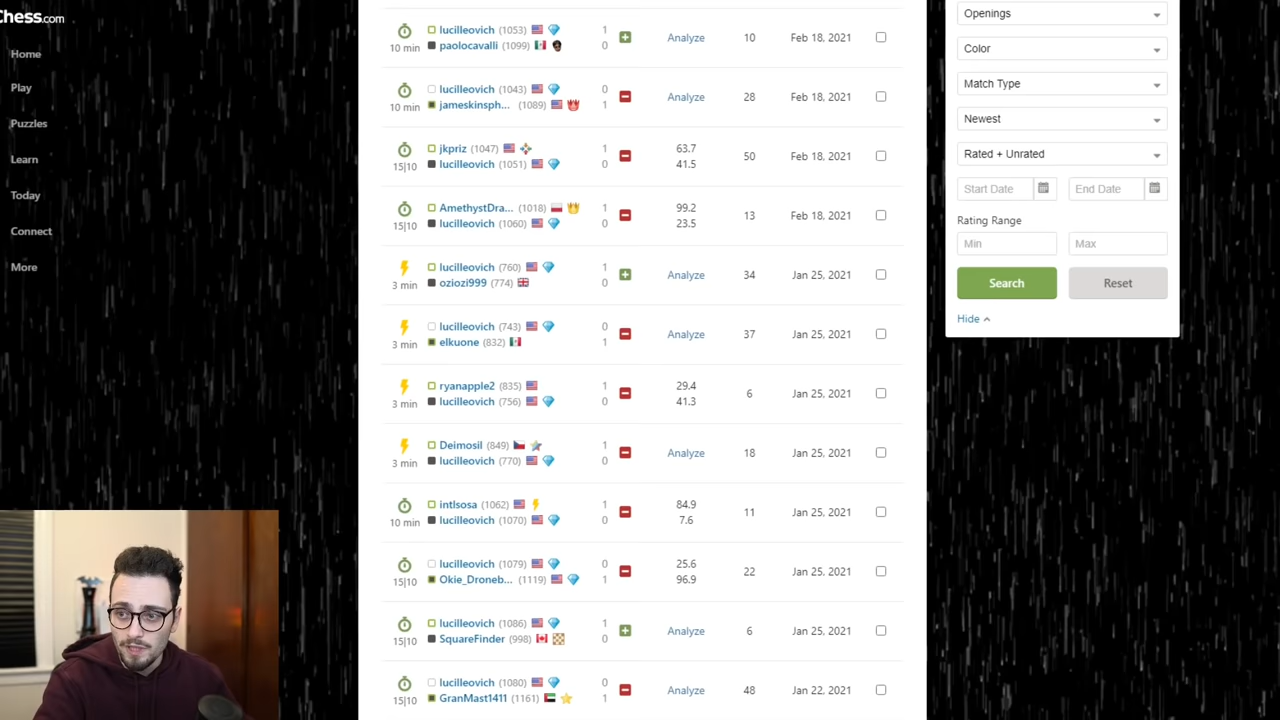 Chess.com
Home
Play
Puzzles
Learn
Today
Connect
More
10 min
lucilleovich (1053)
paolocavalli (1099)
1
0
Analyze
10
Feb 18, 2021
10 min
lucilleovich (1043)
jameskinsph... (1089)
0
1
Analyze
28
Feb 18, 2021
15|10
jkpriz (1047)
lucilleovich (1051)
1
0
63.7
41.5
50
Feb 18, 2021
15|10
AmethystDra... (1018)
lucilleovich (1060)
1
0
99.2
23.5
13
Feb 18, 2021
3 min
lucilleovich (760)
oziozi999 (774)
1
0
Analyze
34
Jan 25, 2021
3 min
lucilleovich (743)
elkuone (832)
0
1
Analyze
37
Jan 25, 2021
3 min
ryanapple2 (835)
lucilleovich (756)
1
0
29.4
41.3
6
Jan 25, 2021
3 min
Deimosil (849)
lucilleovich (770)
1
0
Analyze
18
Jan 25, 2021
10 min
intlsosa (1062)
lucilleovich (1070)
1
0
84.9
7.6
11
Jan 25, 2021
15|10
lucilleovich (1079)
Okie_Droneb... (1119)
0
1
25.6
96.9
22
Jan 25, 2021
15|10
lucilleovich (1086)
SquareFinder (998)
1
0
Analyze
6
Jan 25, 2021
15|10
lucilleovich (1080)
GranMast1411 (1161)
0
1
Analyze
48
Jan 22, 2021
Openings
Color
Match Type
Newest
Rated + Unrated
Start Date
End Date
Rating Range
Min
Max
Search
Reset
Hide